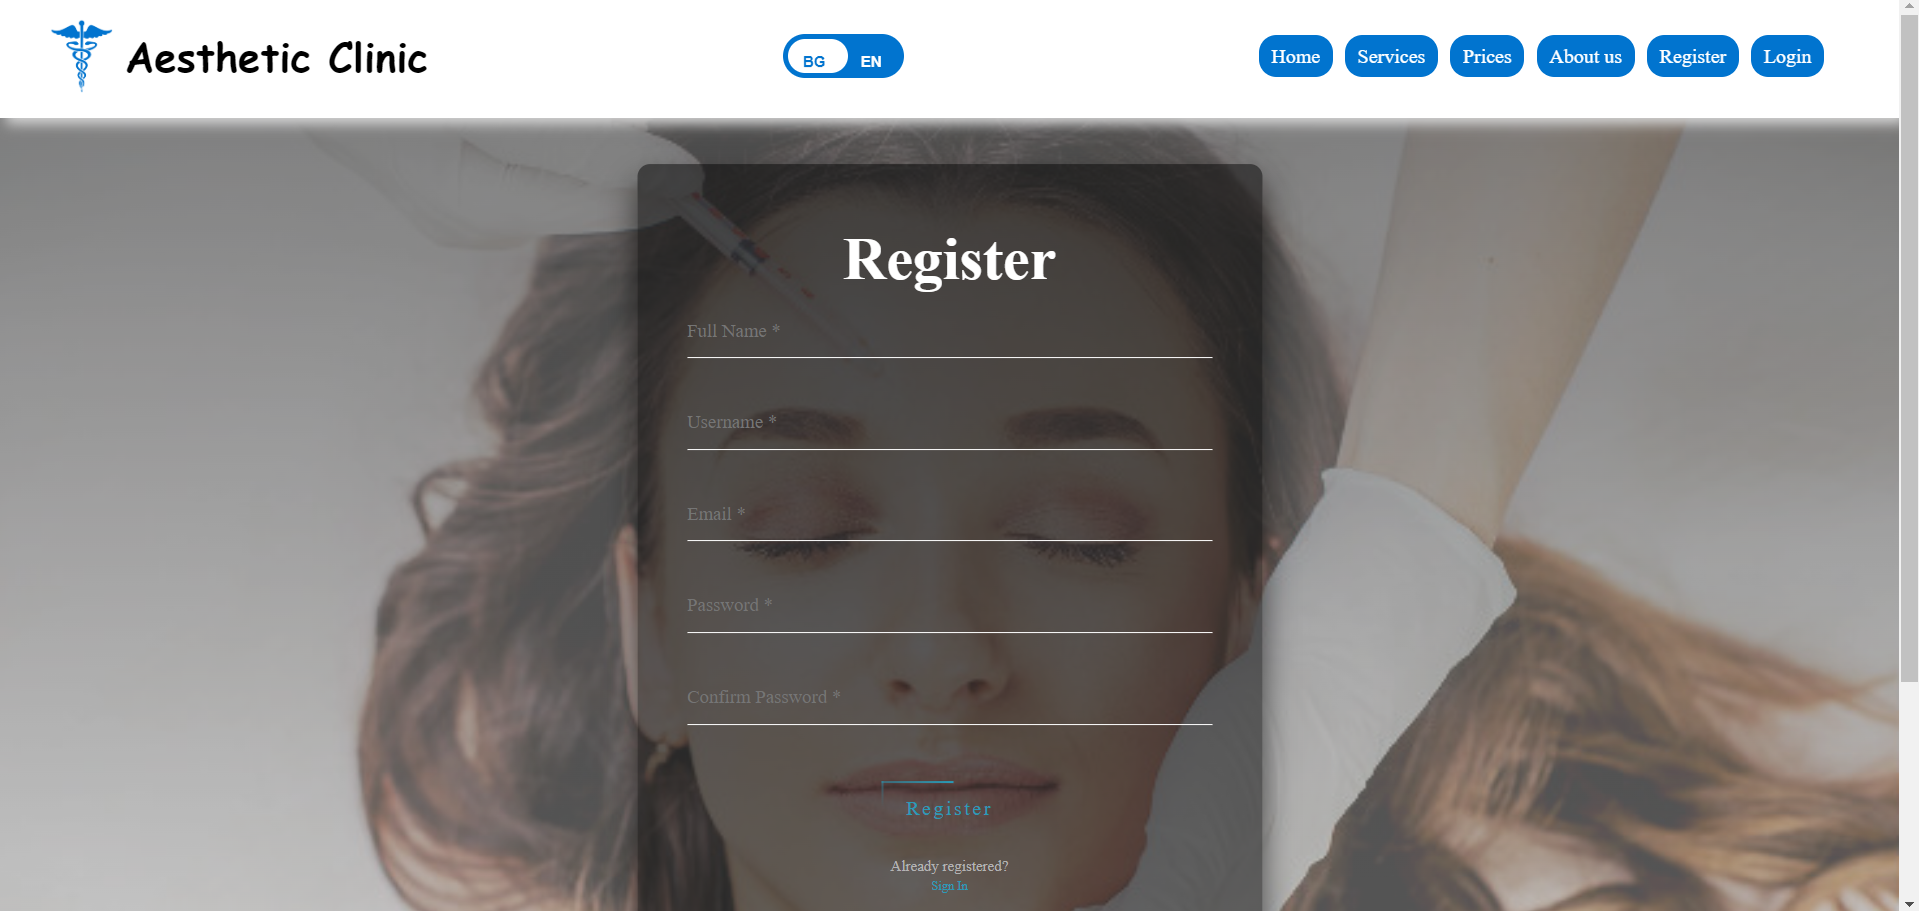 Aesthetic Clinic
BG EN
Home Services Prices About us Register Login
Register
Full Name *
Username *
Email *
Password *
Confirm Password *
Register
Already registered?
Sign In